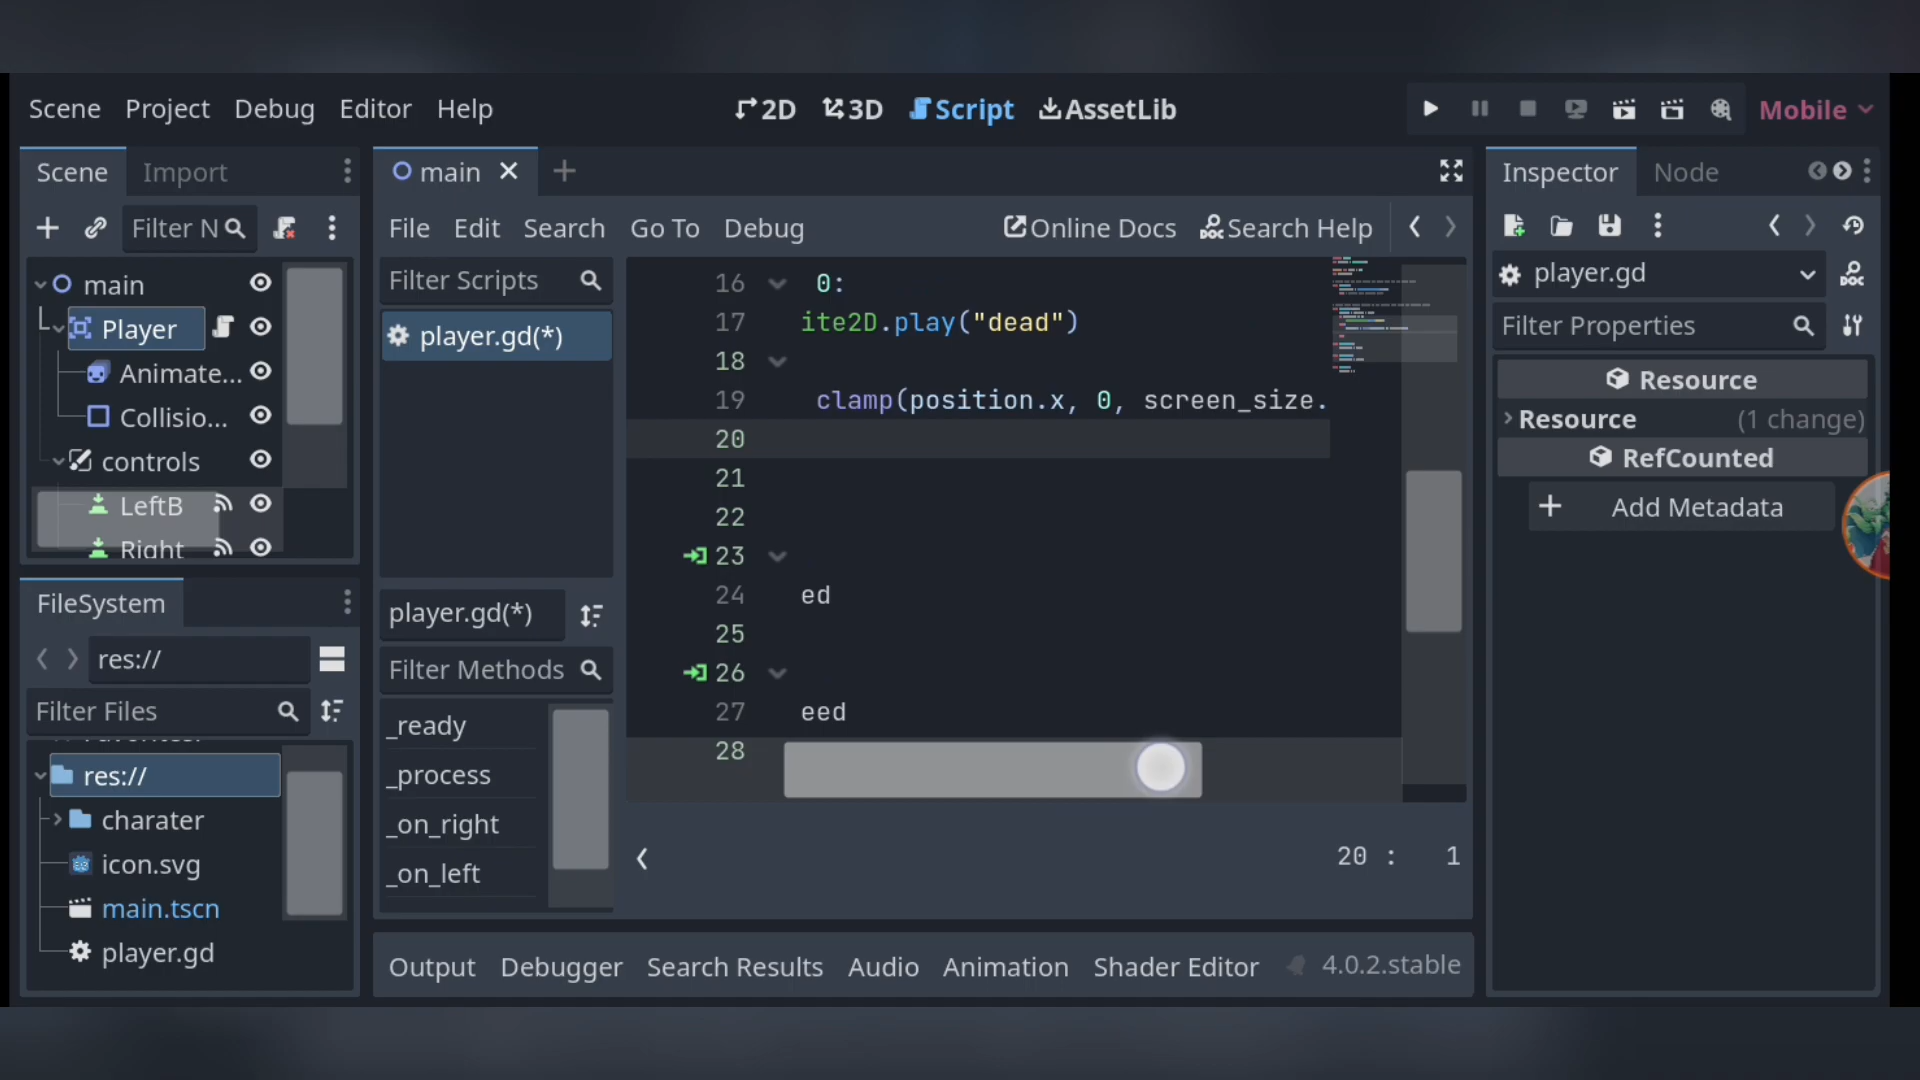 Scene Project Debug Editor Help
2D 3D Script AssetLib
Mobile
Scene Import
Filter N
main
Player
Animate...
Collisio...
controls
LeftB
Right
FileSystem
res://
Filter Files
res://
charater
icon.svg
main.tscn
player.gd
main
File Edit Search Go To Debug
Online Docs Search Help
Filter Scripts
player.gd(*)
player.gd(*)
Filter Methods
_ready
_process
_on_right
_on_left
16 0:
17 ite2D.play("dead")
18
19 clamp(position.x, 0, screen_size.
20
21
22
23
24 ed
25
26
27 eed
28
20 : 1
Output Debugger Search Results Audio Animation Shader Editor 4.0.2.stable
Inspector Node
player.gd
Filter Properties
Resource
Resource (1 change)
RefCounted
Add Metadata